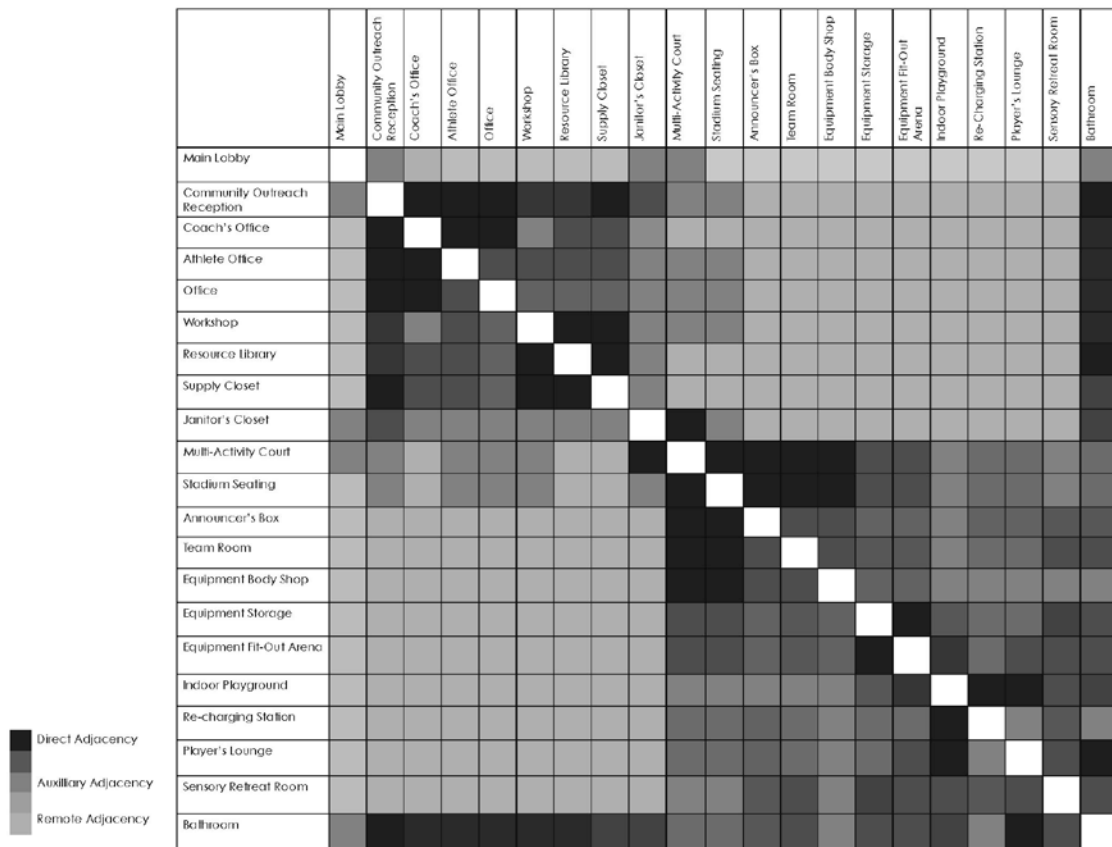 Main Lobby
Community Outreach
Reception
Coach's Office
Athlete Office
Office
Workshop
Resource Library
Supply Closet
Janitor's Closet
Multi-Activity Court
Stadium Seating
Announcer's Box
Team Room
Equipment Body Shop
Equipment Storage
Equipment Fit-Out
Arena
Indoor Playground
Re-Charging Station
Player's Lounge
Sensory Retreat Room
Bathroom
Main Lobby
Community Outreach
Reception
Coach's Office
Athlete Office
Office
Workshop
Resource Library
Supply Closet
Janitor's Closet
Multi-Activity Court
Stadium Seating
Announcer's Box
Team Room
Equipment Body Shop
Equipment Storage
Equipment Fit-Out Arena
Indoor Playground
Re-charging Station
Player's Lounge
Sensory Retreat Room
Bathroom
Direct Adjacency
Auxilliary Adjacency
Remote Adjacency